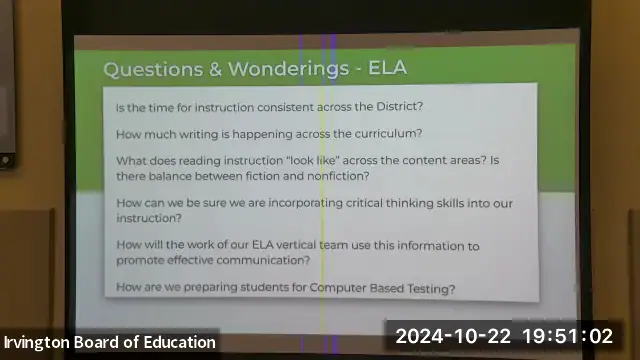 Questions & Wonderings - ELA
Is the time for instruction consistent across the District?
How much writing is happening across the curriculum?
What does reading instruction “look like” across the content areas? Is
there balance between fiction and nonfiction?
How can we be sure we are incorporating critical thinking skills into our
instruction?
How will the work of our ELA vertical team use this information to
promote effective communication?
How are we preparing students for Computer Based Testing?
Irvington Board of Education
2024-10-22 19:51:02